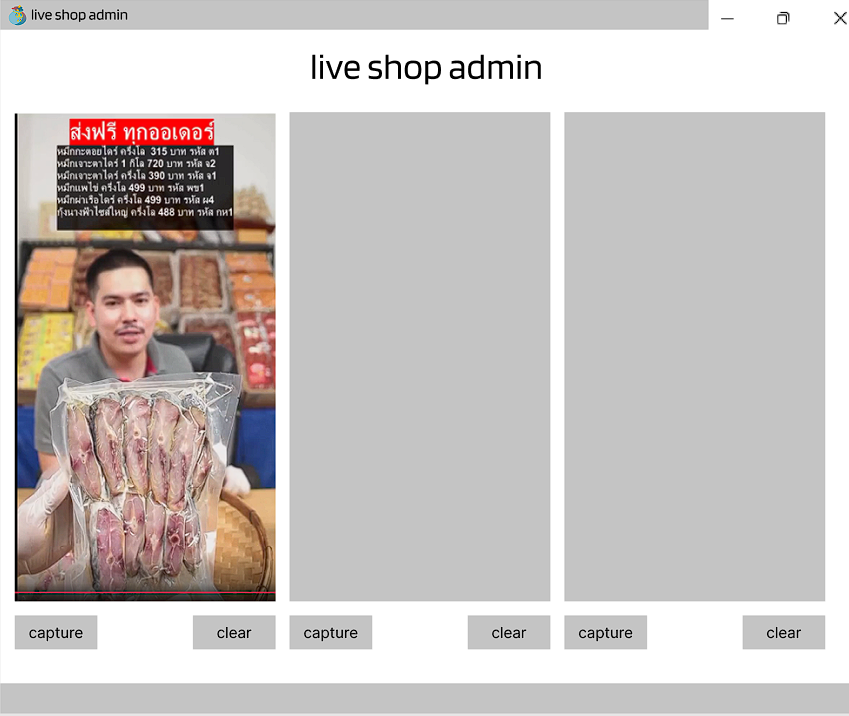 live shop admin
live shop admin
ส่งฟรี ทุกออเดอร์
หมึกกะตอยไดร์ ครึ่งโล 315 บาท รหัส ต1
หมึกเจาะตาไดร์ 1 กิโล 720 บาท รหัส จ2
หมึกเจาะตาไดร์ ครึ่งโล 390 บาท รหัส จ1
หมึกแพไข่ ครึ่งโล 499 บาท รหัส พข1
หมึกผ่าเรือไดร์ ครึ่งโล 499 บาท รหัส ผ4
กุ้งนางฟ้าไซส์ใหญ่ ครึ่งโล 488 บาท รหัส กห1
capture clear capture clear capture clear